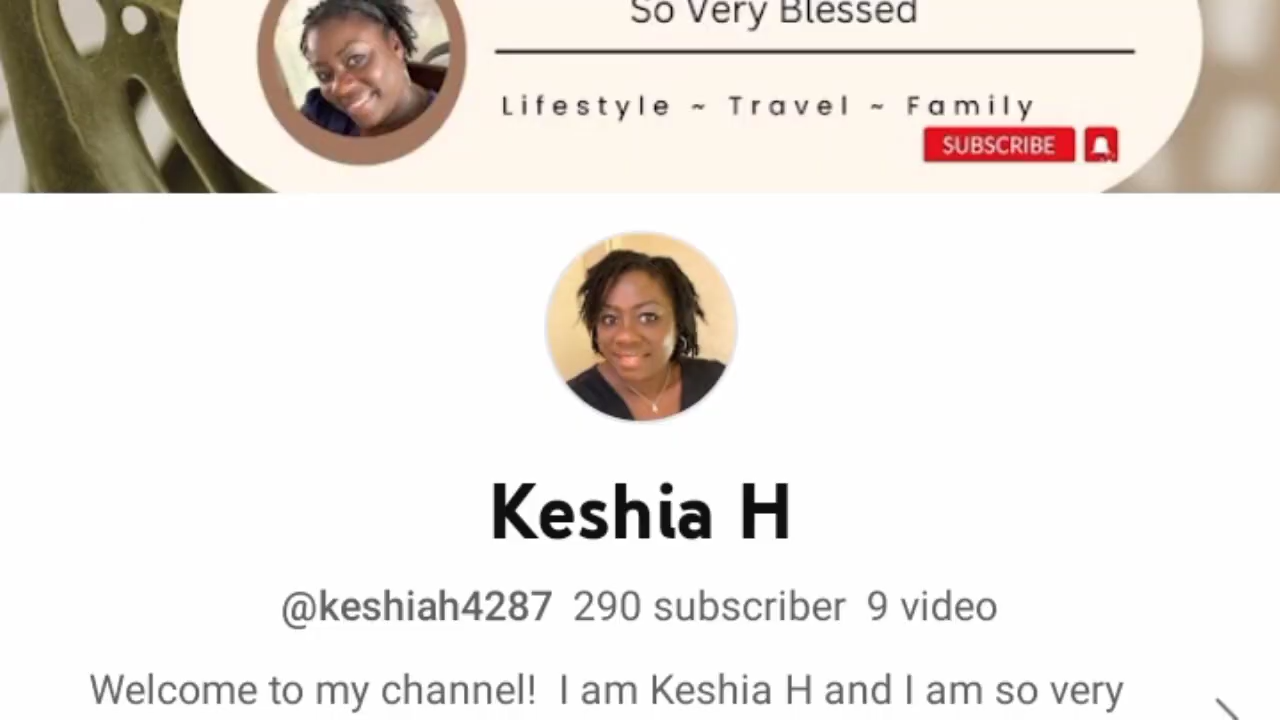 So Very Blessed
Lifestyle ~ Travel ~ Family
SUBSCRIBE
Keshia H
@keshiah4287 290 subscriber 9 video
Welcome to my channel! I am Keshia H and I am so very